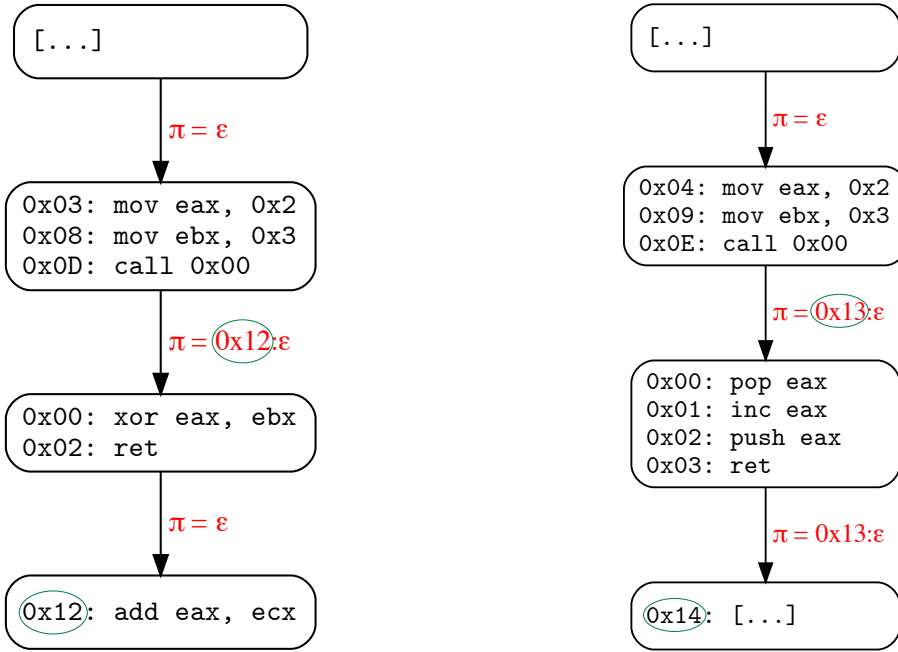 [...]
π = ε
0x03: mov eax, 0x2
0x08: mov ebx, 0x3
0x0D: call 0x00
π = 0x12:ε
0x00: xor eax, ebx
0x02: ret
π = ε
0x12: add eax, ecx
[...]
π = ε
0x04: mov eax, 0x2
0x09: mov ebx, 0x3
0x0E: call 0x00
π = 0x13:ε
0x00: pop eax
0x01: inc eax
0x02: push eax
0x03: ret
π = 0x13:ε
0x14: [...]